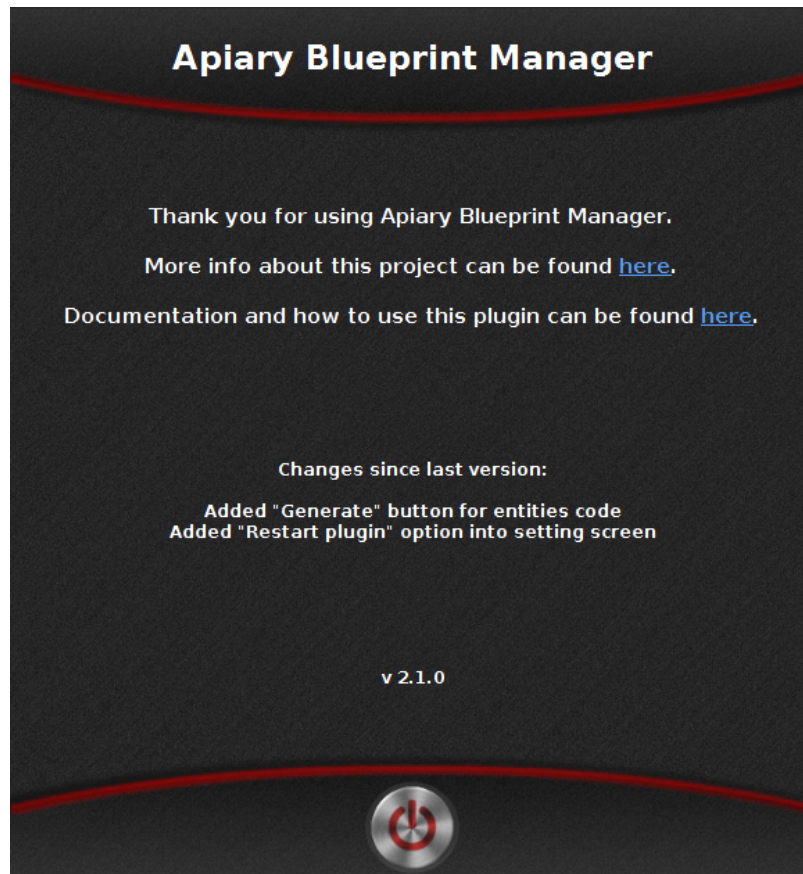 Apiary Blueprint Manager
Thank you for using Apiary Blueprint Manager.
More info about this project can be found here.
Documentation and how to use this plugin can be found here.
Changes since last version:
Added "Generate" button for entities code
Added "Restart plugin" option into setting screen
v 2.1.0